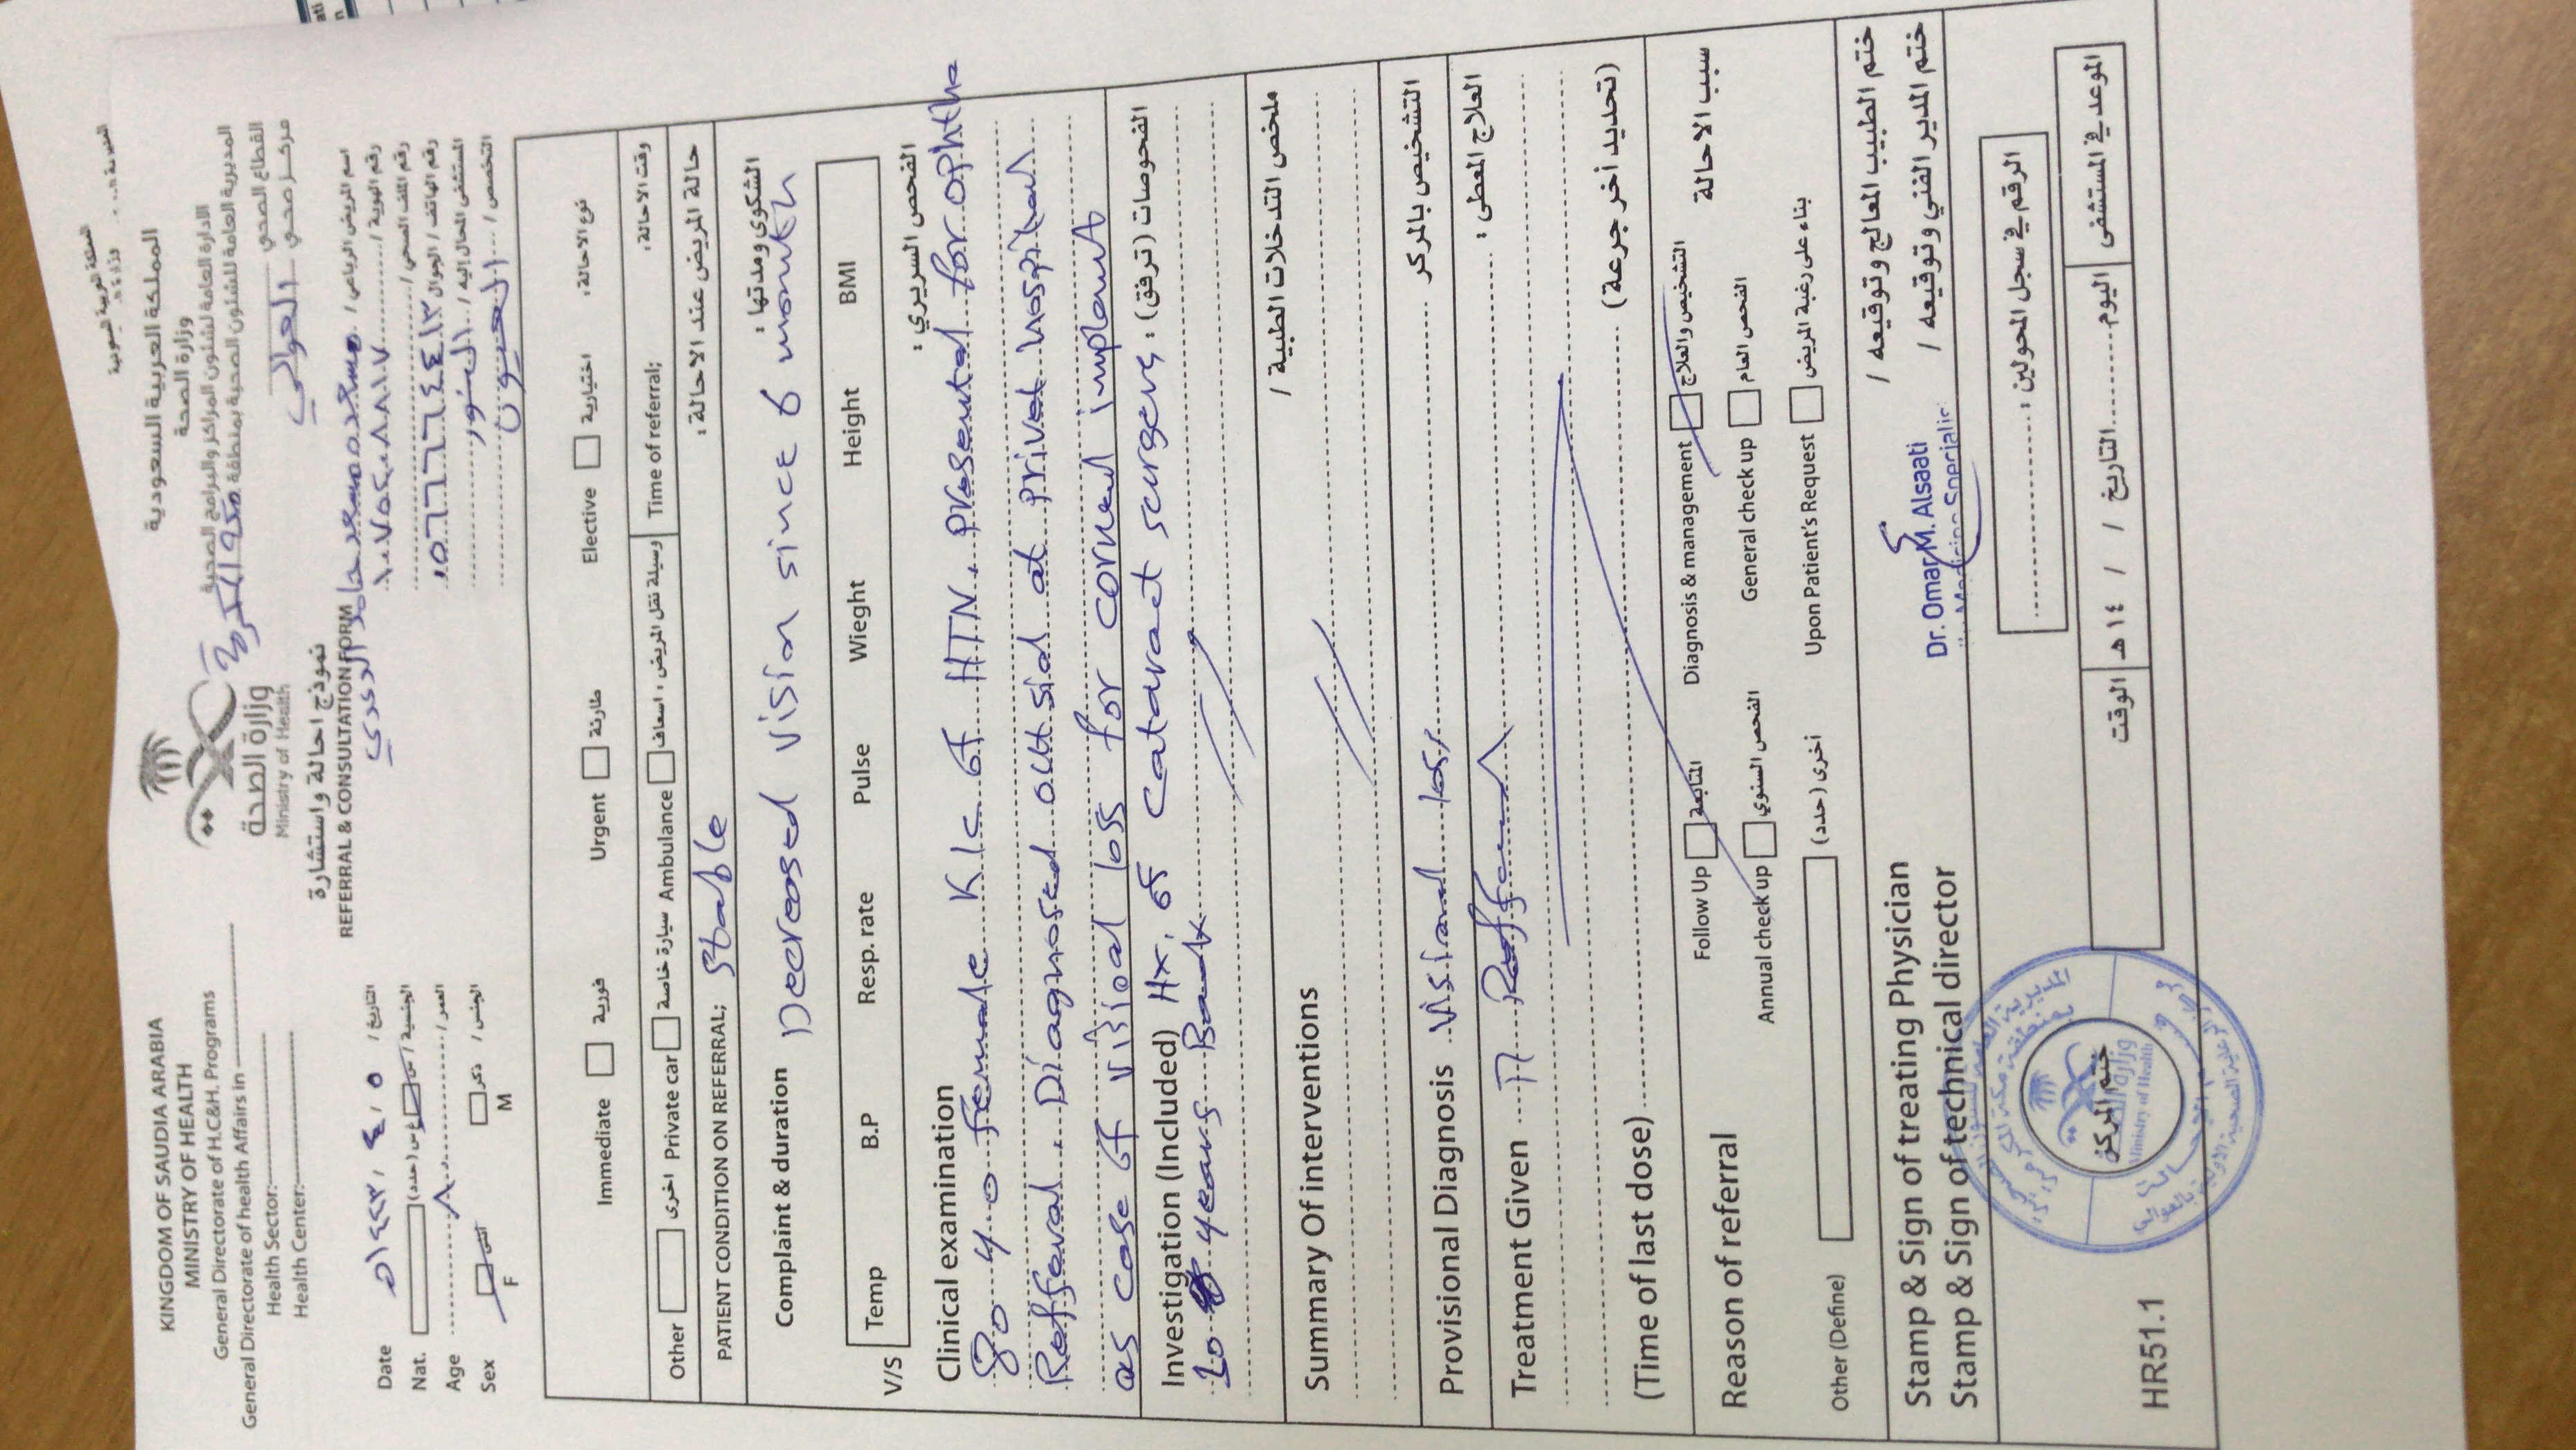 المملكة العربية السعودية
KINGDOM OF SAUDIA ARABIA
MINISTRY OF HEALTH
General Directorate of H.C&H. Programs
General Directorate of health Affairs in
Health Sector:
Health Center:
وزارة الصحة
Ministry of Health
نموذج احالة واستشارة
REFERRAL & CONSULTATION FORM
المملكة العربية السعودية
وزارة الصحة
الادارة العامة لشئون المراكز والبرامج الصحية
المديرية العامة للشئون الصحية بمنطقة مكة المكرمة
القطاع الصحي
مركز صحي العوالي
اسم المريض الرباعي / مسعده مسعد حامد الدعدي
رقم الهوية / ١٠٧٥٢٠٨٨١٧
رقم الملف الصحي /
رقم الهاتف / الجوال ٠٥٦٦٦٦٤٤١٣
المستشفى المحال إليه / النور
التخصص / العيون
Date ٥ / ٤ / ١٤٤٣هـ التاريخ /
Nat. (حدد) غ س س الجنسية /
Age ٨٠ العمر /
Sex انثى ذكر الجنس /
F M
Immediate فورية Urgent طارئة Elective اختيارية نوع الاحالة:
Other اخرى Private car سيارة خاصة Ambulance اسعاف وسيلة نقل المريض : Time of referral; وقت الاحالة:
PATIENT CONDITION ON REFERRAL; Stable حالة المريض عند الاحالة :
الشكوى ومدتها :
Complaint & duration Decreased vision since 6 month
V/S Temp B.P Resp. rate Pulse Wieght Height BMI
الفحص السريري :
Clinical examination
80 y o female K/c of HTN, presented for ophtha
Refferal. Diagnosed outsid at privet hospital
as case of visioal loss for corneal implant
Investigation (Included) Hx. of cataract surgery الفحوصات (ترفق) :
10 years Back
Summary Of interventions ملخص التدخلات الطبية /
Provisional Diagnosis Visional loss التشخيص بالمركز
Treatment Given Refferal العلاج المعطى :
(Time of last dose) (تحديد أخر جرعة)
Follow Up المتابعة Diagnosis & management التشخيص والعلاج
Reason of referral سبب الاحالة
Annual check up الفحص السنوي General check up الفحص العام
Other (Define) أخرى (حدد) Upon Patient's Request بناء على رغبة المريض
Stamp & Sign of treating Physician ختم الطبيب المعالج وتوقيعه /
Dr. Omar M. Alsaati
Stamp & Sign of technical director ختم المدير الفني وتوقيعه /
Medicine Specialis
الرقم في سجل المحولين :
الموعد في المستشفى اليوم التاريخ / / ١٤ هـ الوقت
المديرية العامة للشئون الصحية
بمنطقة مكة المكرمة
ختم المركز
وزارة الصحة
Ministry of Health
مركز الرعاية الصحية الاولية بالعوالي
HR51.1